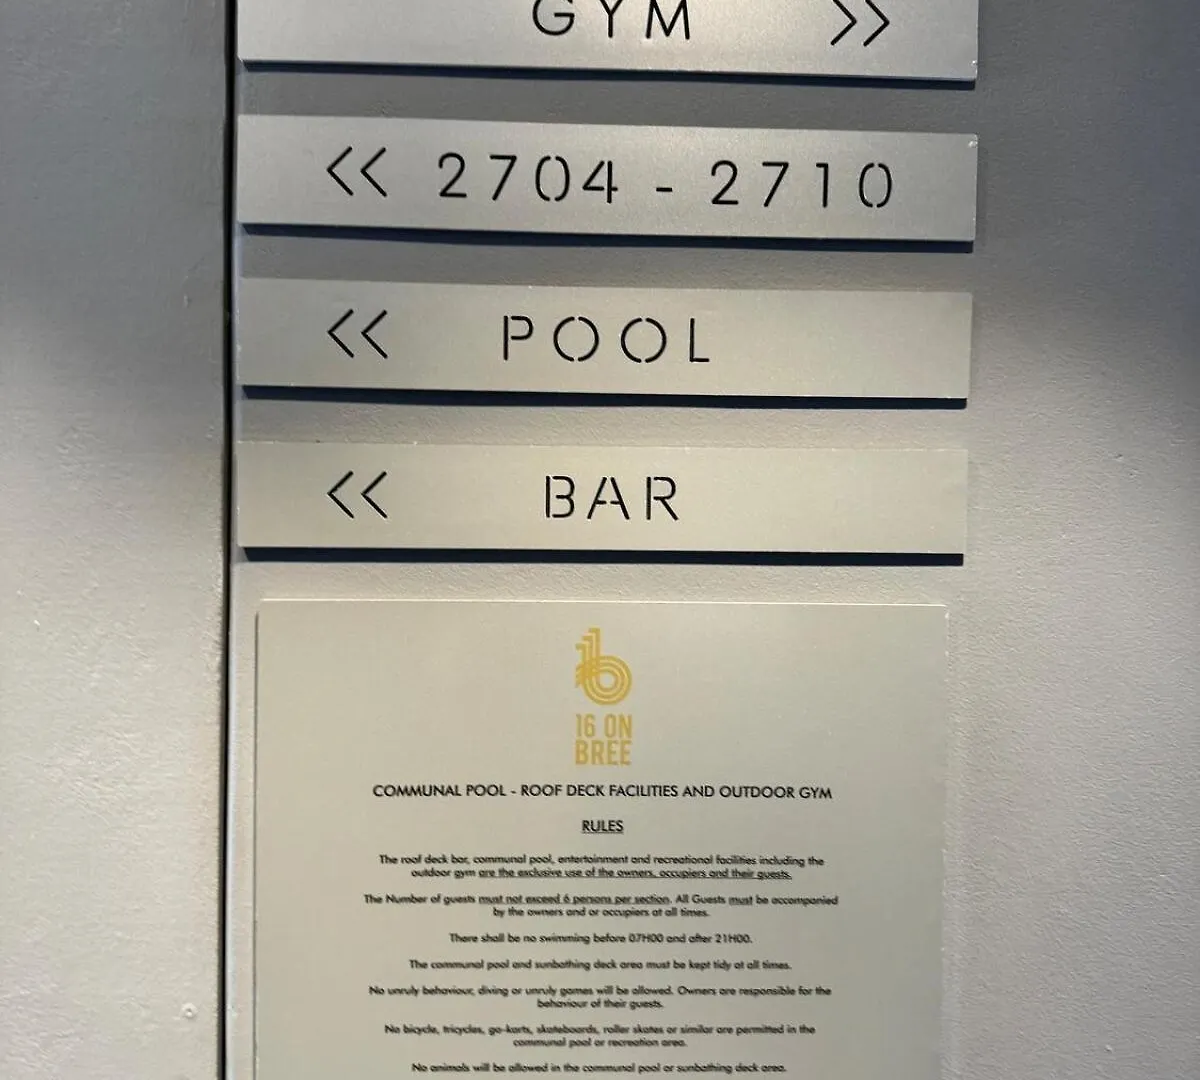 GYM >>
<< 2704 - 2710
<< POOL
<< BAR
16 ON
BREE
COMMUNAL POOL - ROOF DECK FACILITIES AND OUTDOOR GYM
RULES
The roof deck bar, communal pool, entertainment and recreational facilities including the
outdoor gym are the exclusive use of the owners, occupiers and their guests.
The Number of guests must not exceed 6 persons per section. All Guests must be accompanied
by the owners and or occupiers at all times.
There shall be no swimming before 07H00 and after 21H00.
The communal pool and sunbathing deck area must be kept tidy at all times.
No unruly behaviour, diving or unruly games will be allowed. Owners are responsible for the
behaviour of their guests.
No bicycle, tricycles, go-karts, skateboards, roller skates or similar are permitted in the
communal pool or recreation area.
No animals will be allowed in the communal pool or sunbathing deck area.